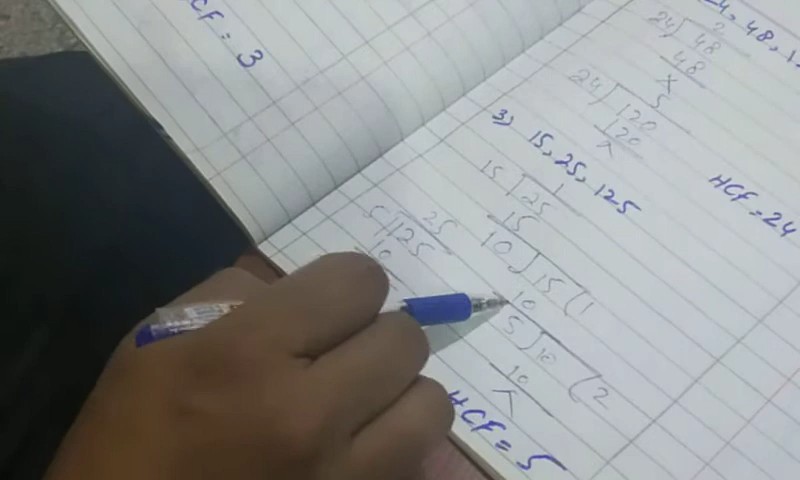 CF = 3
24, 48, 1
2
24) 48
48
×
5
24) 120
120
×
HCF = 24
3) 15, 25, 125
1
15) 25
15
10) 15 (1
10
5) 10 (2
10
×
25
5) 125
10
HCF = 5